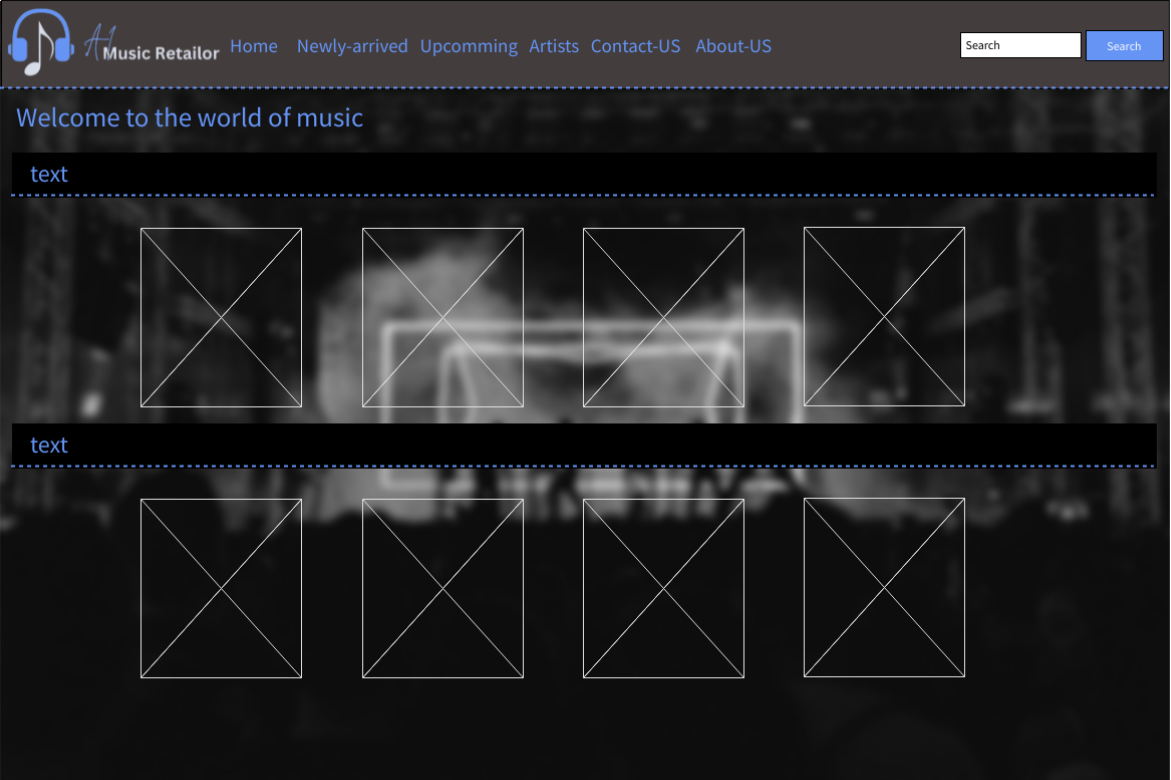 A1 Music Retailor
Home Newly-arrived Upcomming Artists Contact-US About-US
Search Search
Welcome to the world of music
text
text